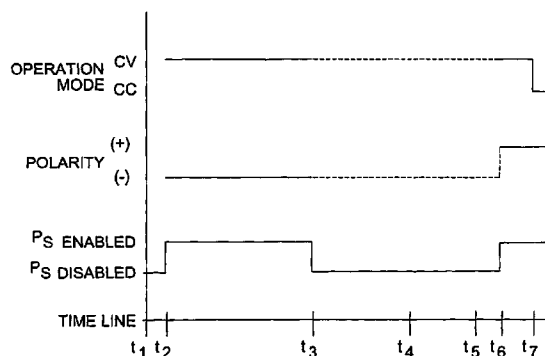 OPERATION MODE
CV
CC
POLARITY
(+)
(-)
PS ENABLED
PS DISABLED
TIME LINE
t1 t2 t3 t4 t5 t6 t7